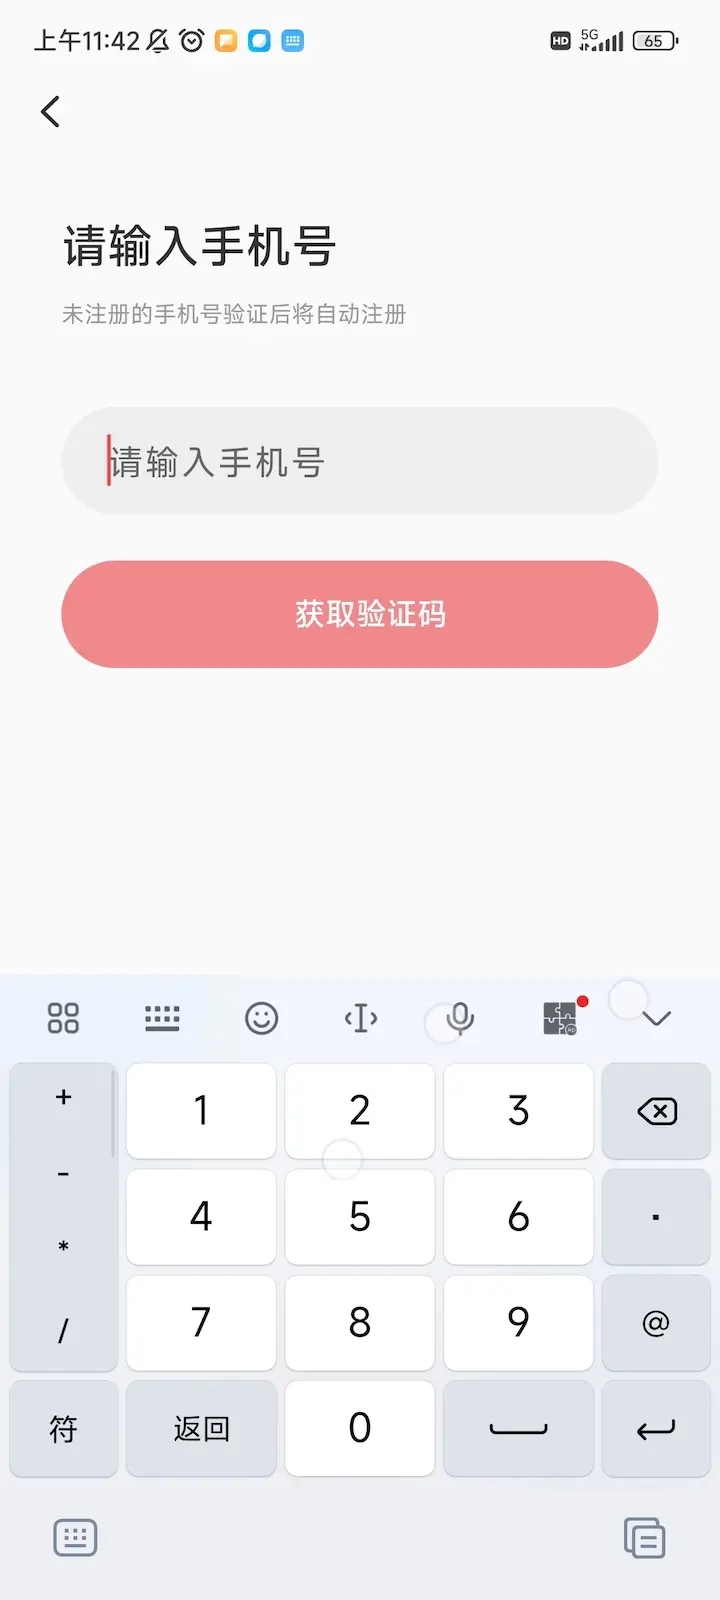 上午11:42
HD 5G 65
请输入手机号
未注册的手机号验证后将自动注册
请输入手机号
获取验证码
AD
+ 1 2 3
-
4 5 6 .
*
7 8 9 @
/
符 返回 0